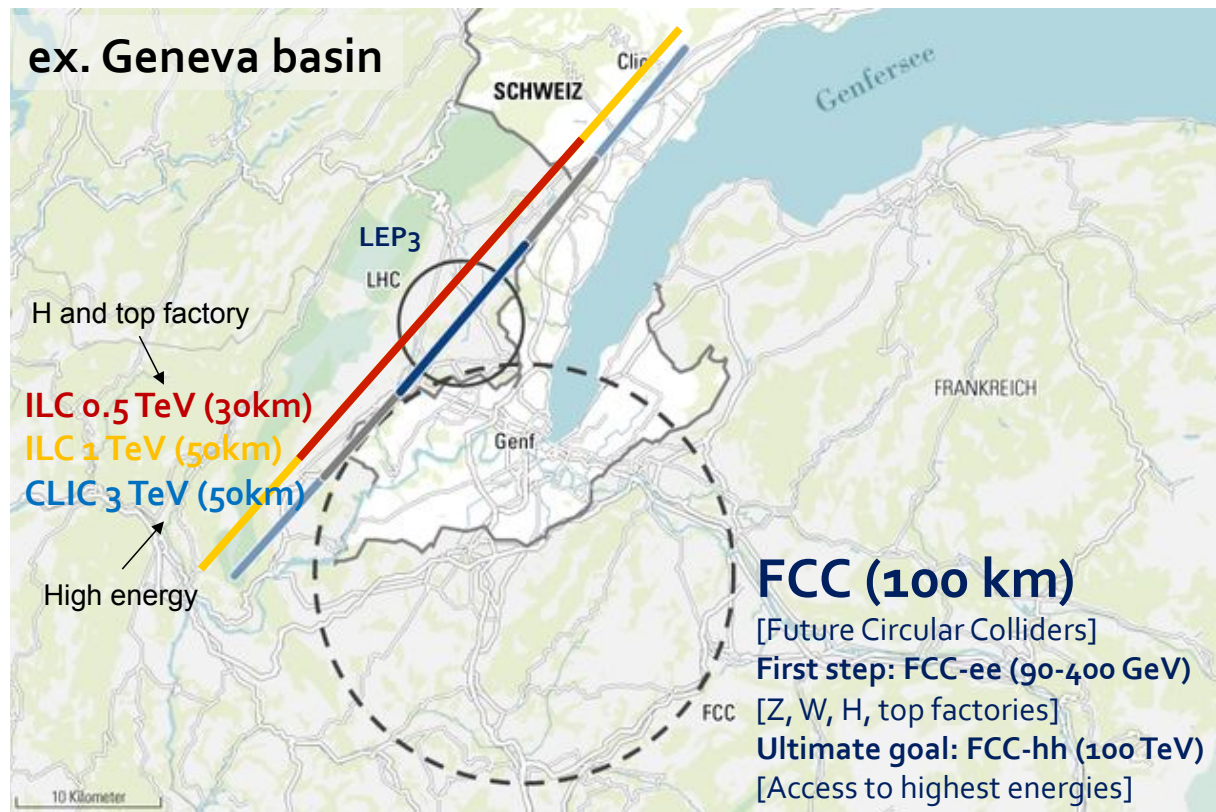 ex. Geneva basin
Clic
SCHWEIZ
Genfersee
LEP3
LHC
H and top factory
ILC 0.5 TeV (30km)
ILC 1 TeV (50km)
CLIC 3 TeV (50km)
High energy
FRANKREICH
Genf
FCC (100 km)
[Future Circular Colliders]
First step: FCC-ee (90-400 GeV)
[Z, W, H, top factories]
FCC
Ultimate goal: FCC-hh (100 TeV)
[Access to highest energies]
10 Kilometer